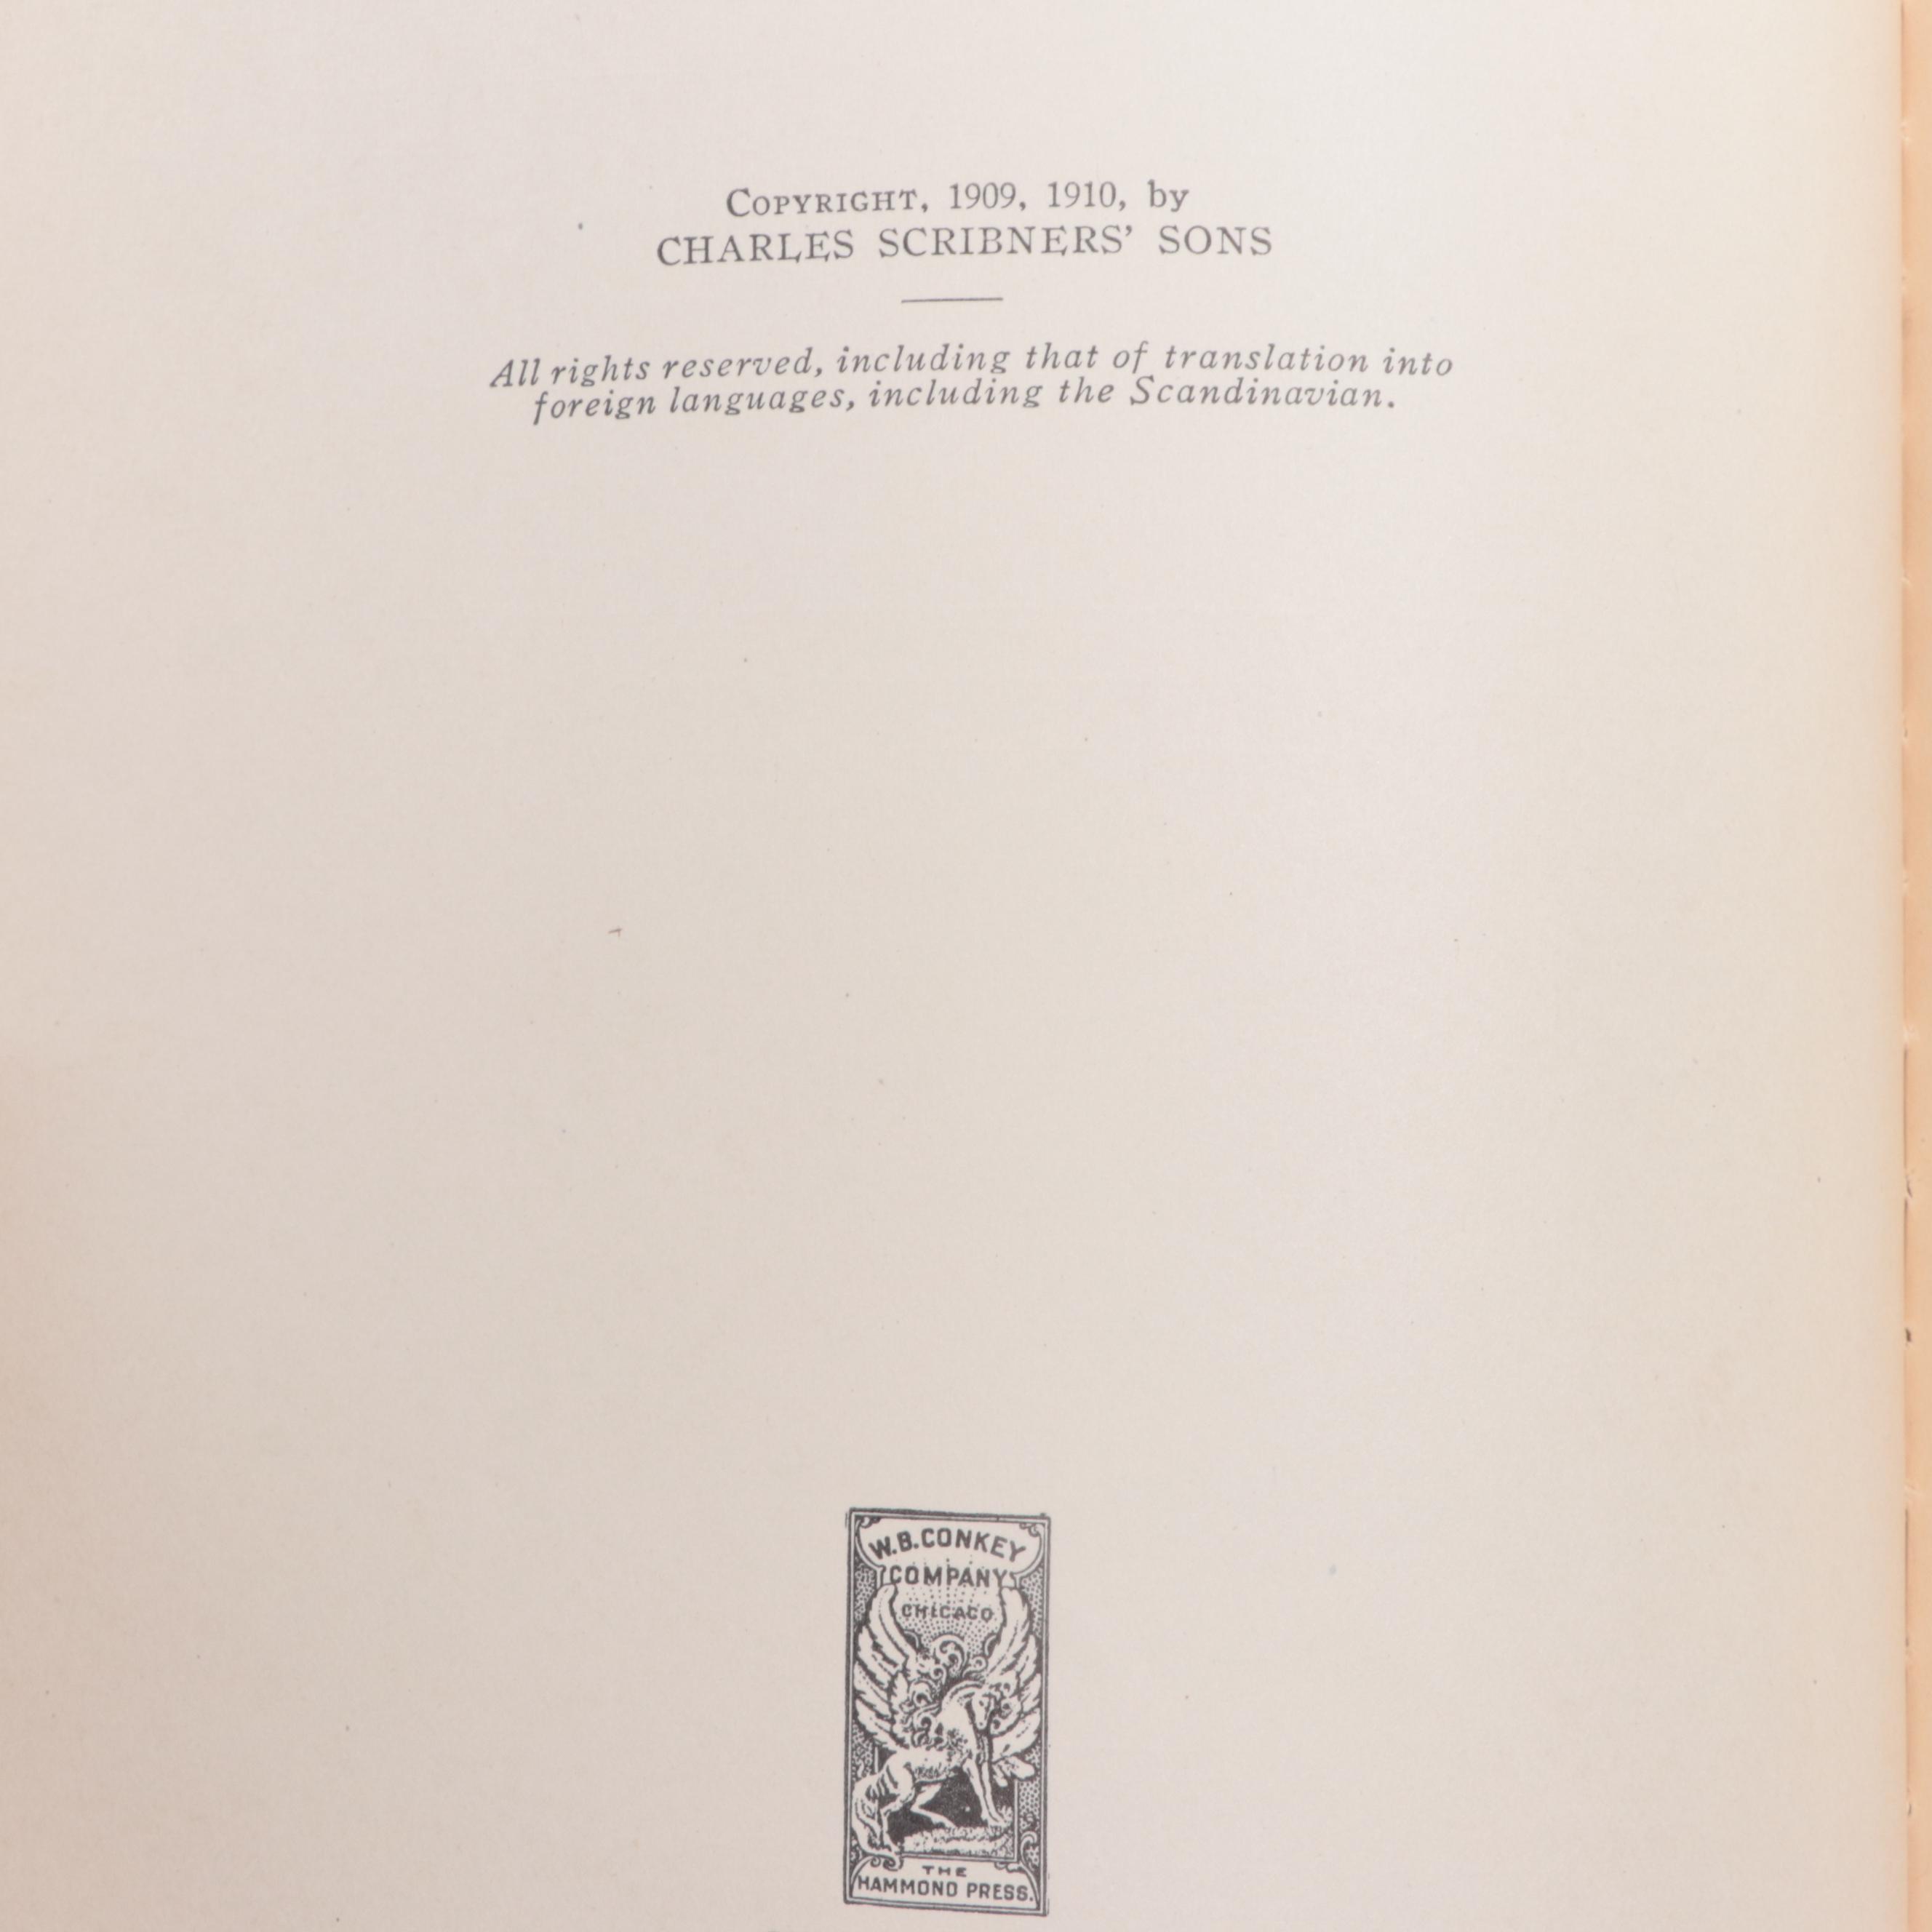 COPYRIGHT, 1909, 1910, by
CHARLES SCRIBNERS' SONS
All rights reserved, including that of translation into
foreign languages, including the Scandinavian.
W.B.CONKEY
COMPANY
CHICAGO
THE
HAMMOND PRESS.